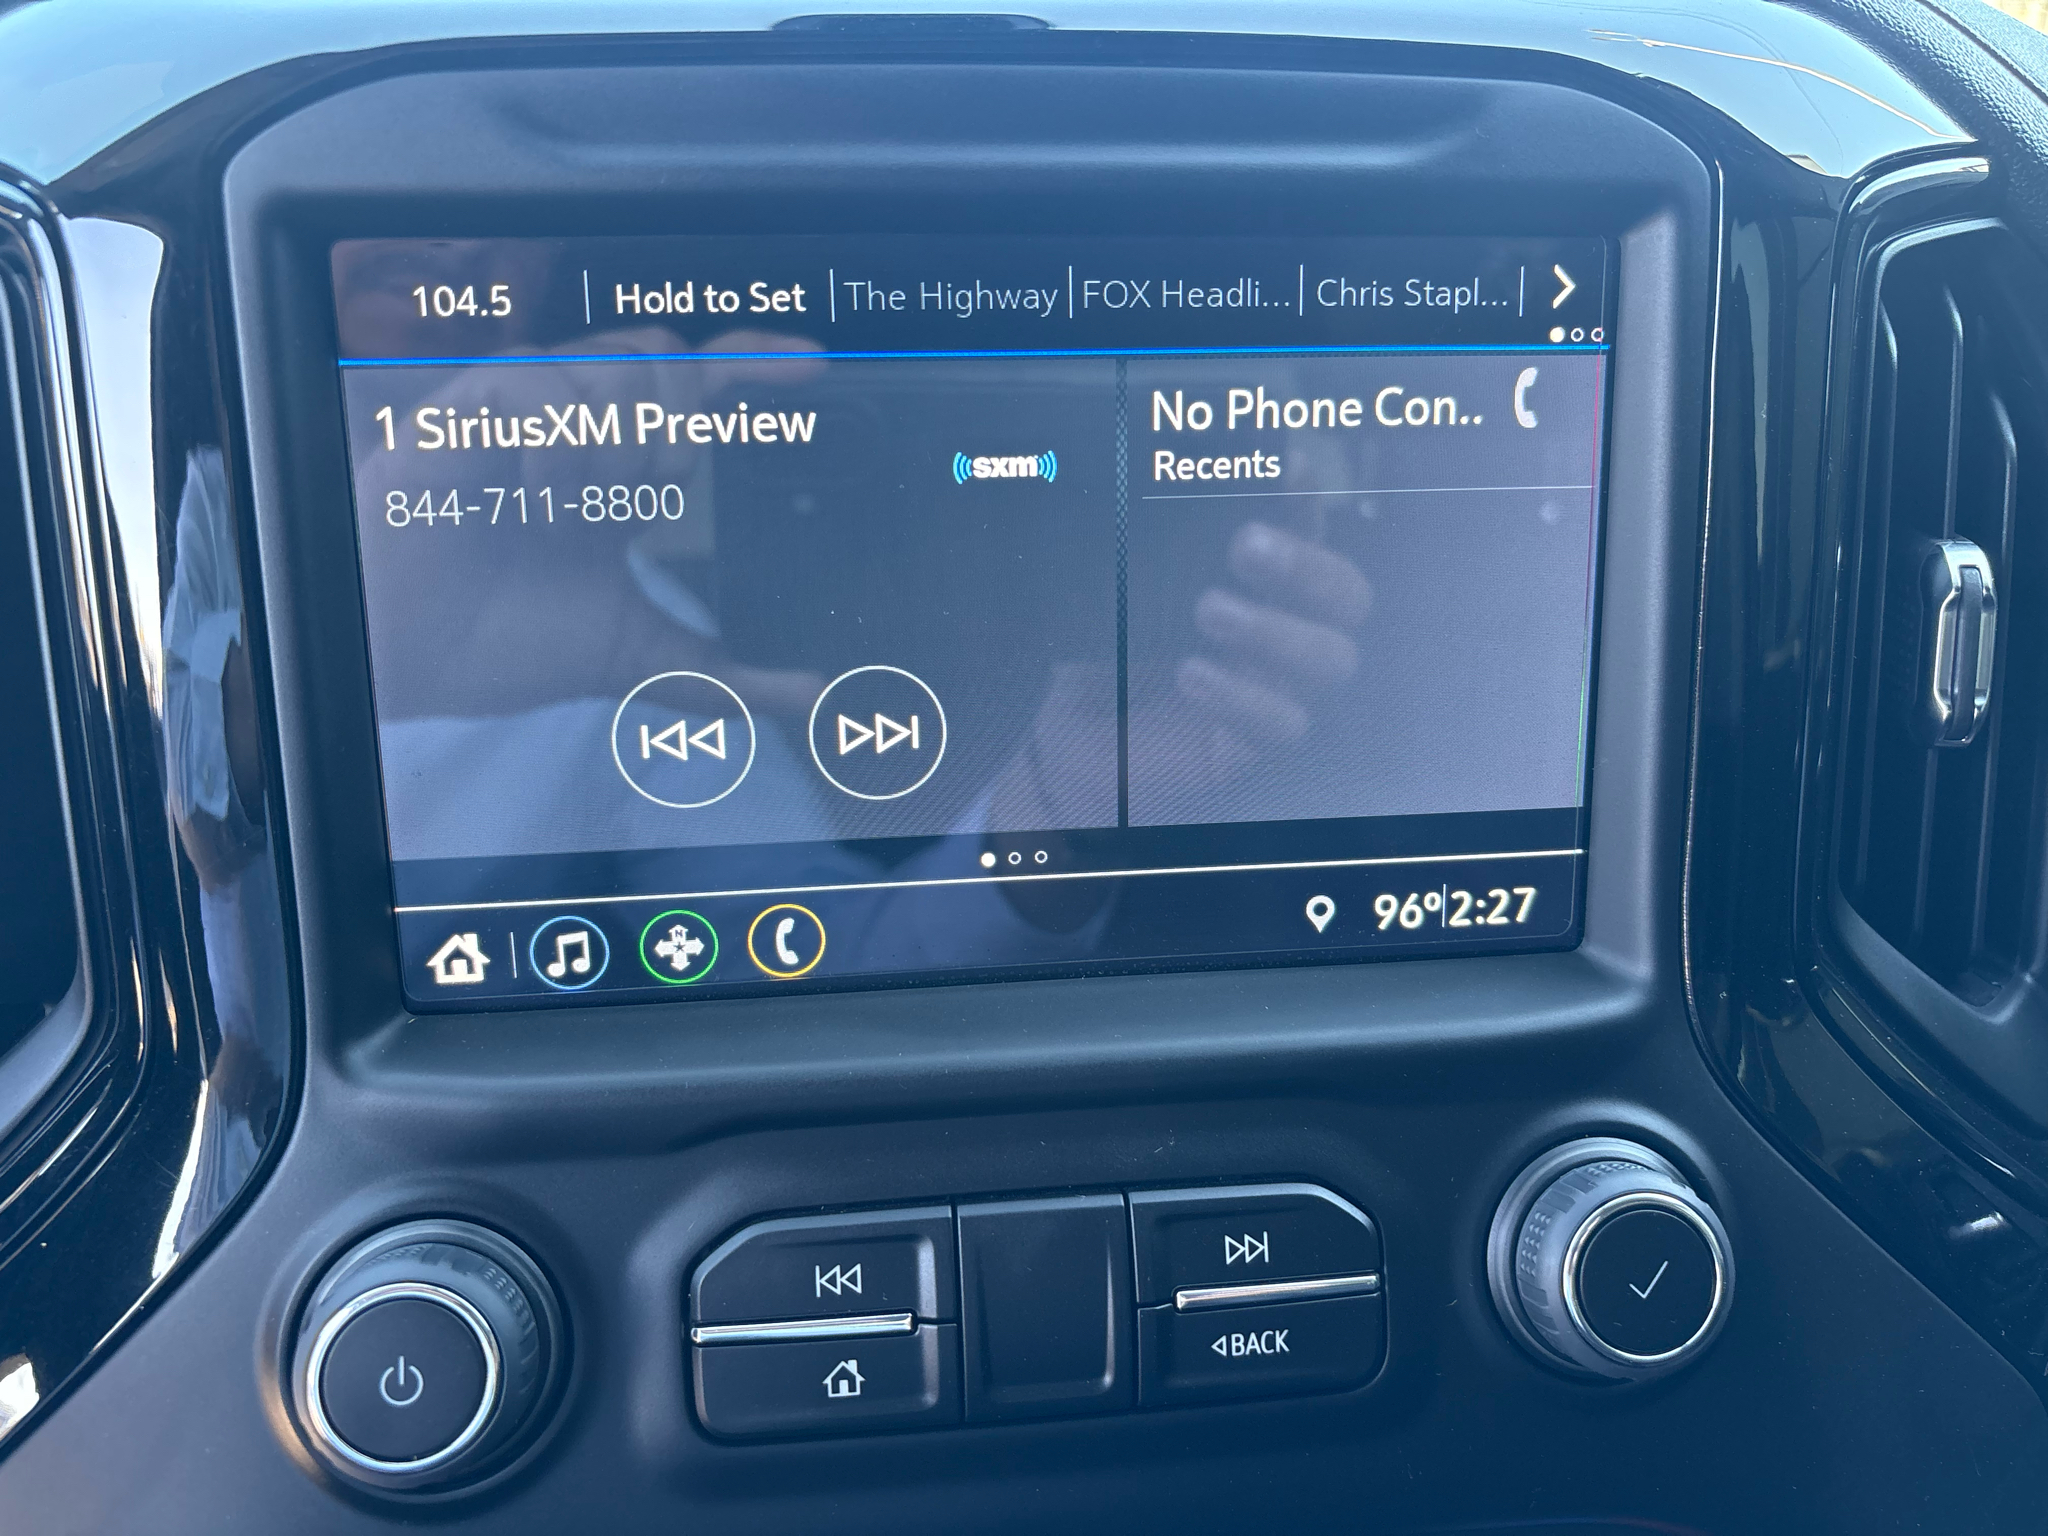 104.5 Hold to Set The Highway FOX Headli... Chris Stapl...
1 SiriusXM Preview
844-711-8800
sxm
No Phone Con..
Recents
N
96° 2:27
BACK